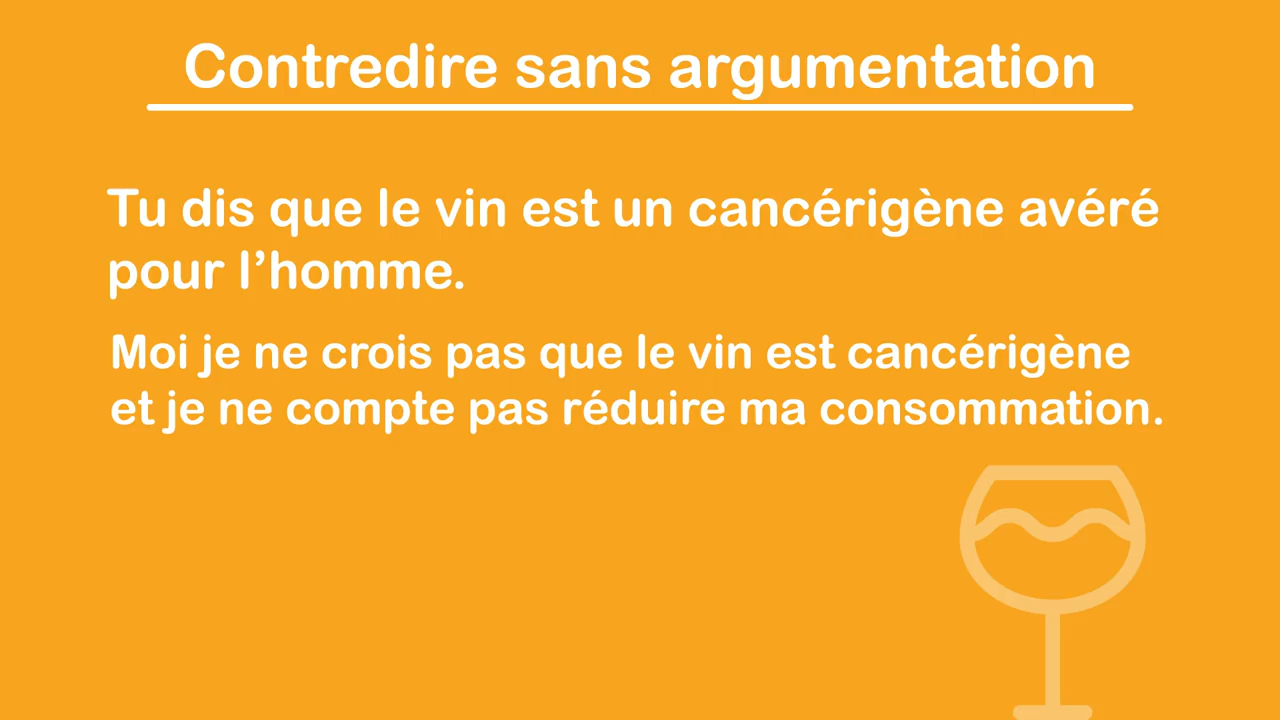 Contredire sans argumentation
Tu dis que le vin est un cancérigène avéré
pour l’homme.
Moi je ne crois pas que le vin est cancérigène
et je ne compte pas réduire ma consommation.